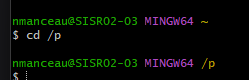 nmanceau@SISR02-03 MINGW64 ~
$ cd /p
nmanceau@SISR02-03 MINGW64 /p
$